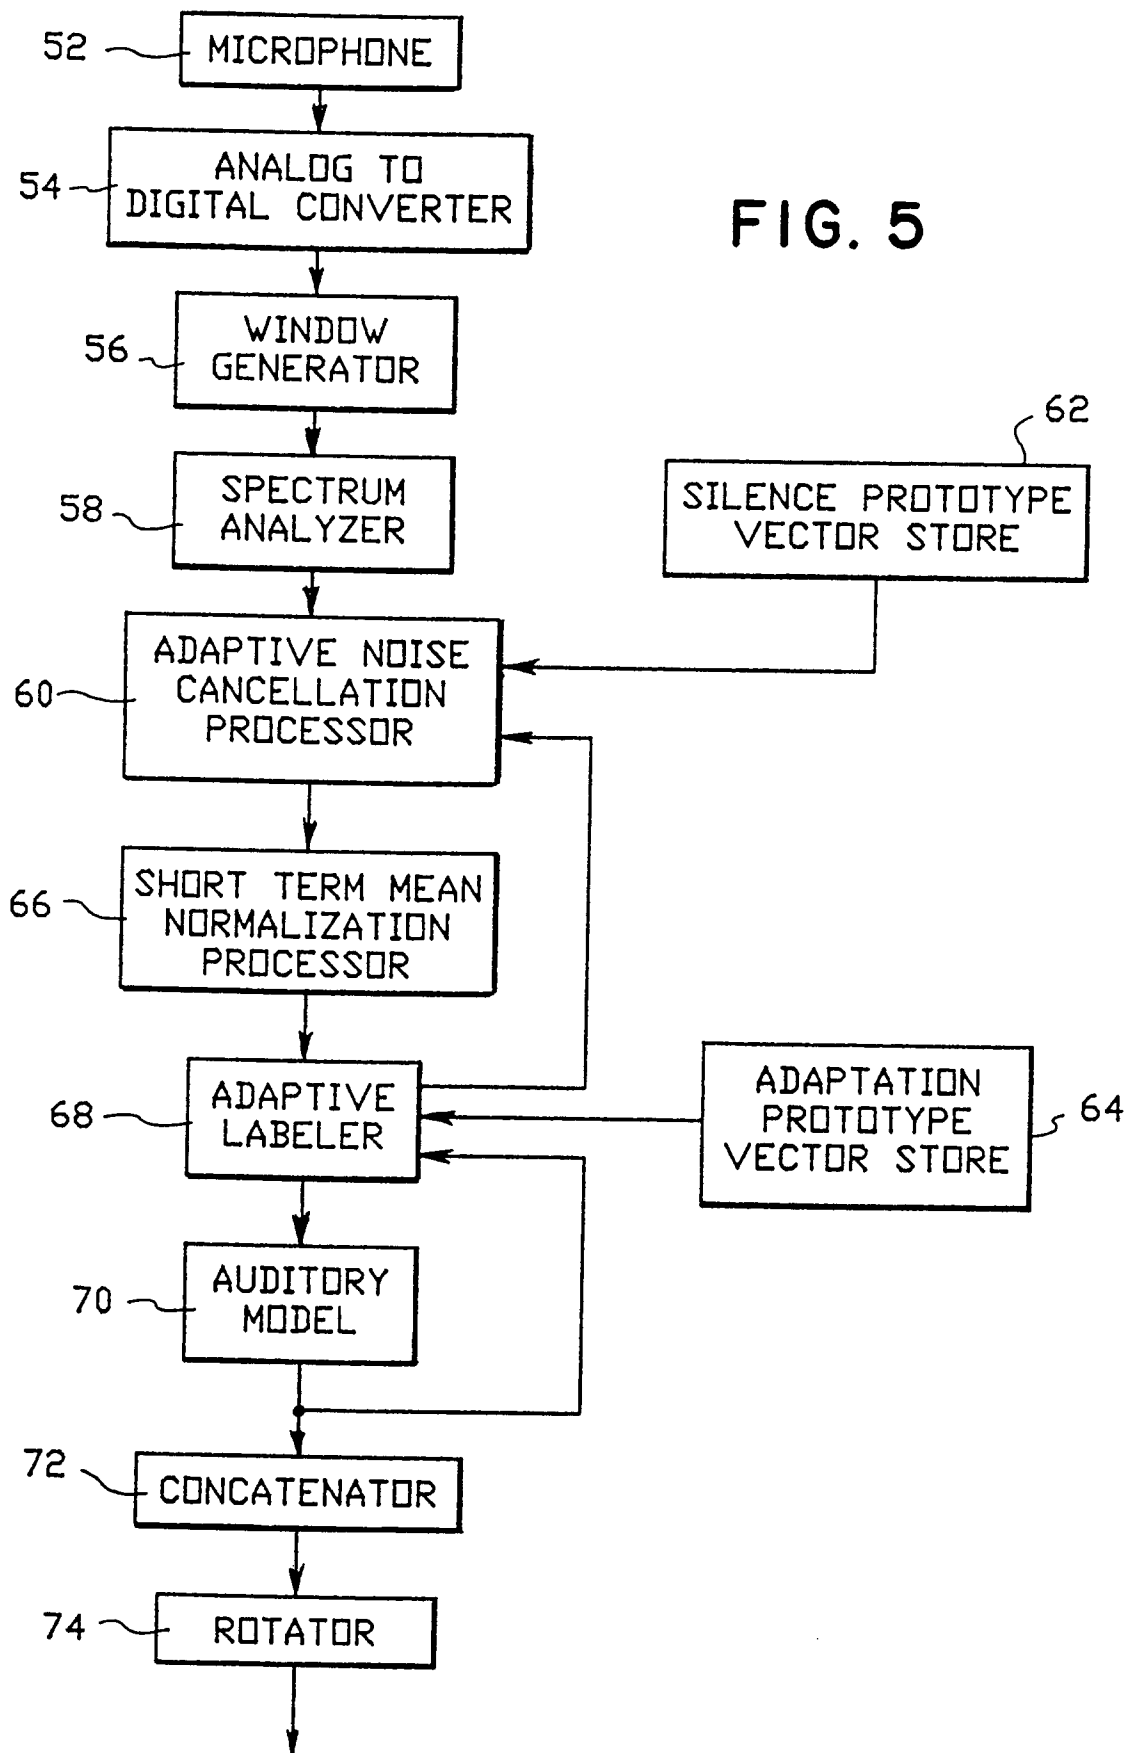 52
MICROPHONE
54
ANALOG TO
DIGITAL CONVERTER
FIG. 5
56
WINDOW
GENERATOR
62
58
SPECTRUM
ANALYZER
SILENCE PROTOTYPE
VECTOR STORE
60
ADAPTIVE NOISE
CANCELLATION
PROCESSOR
66
SHORT TERM MEAN
NORMALIZATION
PROCESSOR
68
ADAPTIVE
LABELER
ADAPTATION
PROTOTYPE
VECTOR STORE
64
70
AUDITORY
MODEL
72
CONCATENATOR
74
ROTATOR